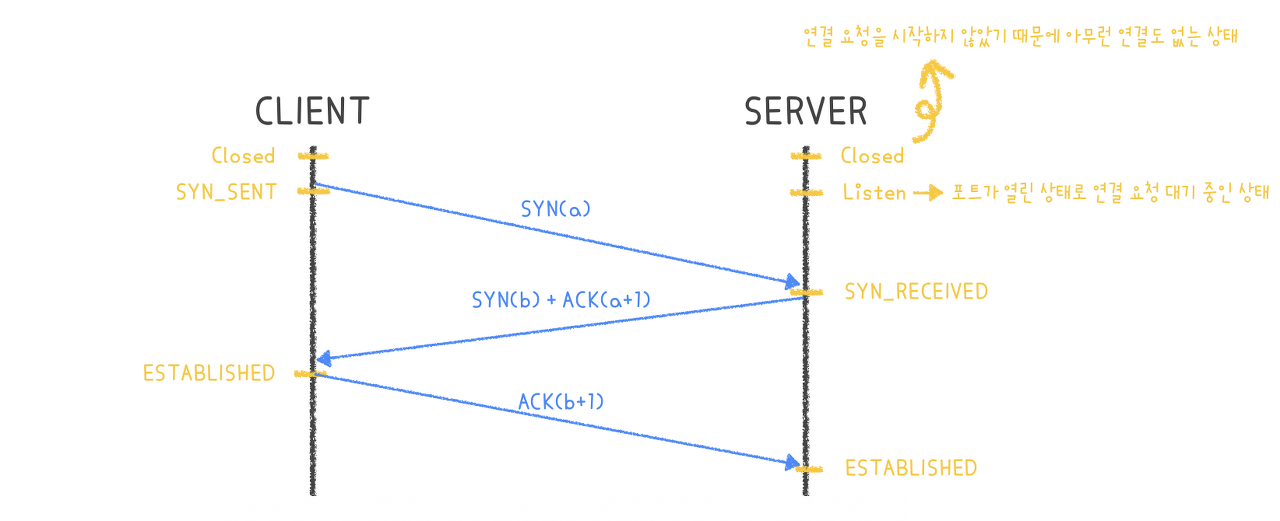 연결 요청을 시작하지 않았기 때문에 아무런 연결도 없는 상태
CLIENT
SERVER
Closed
Closed
SYN_SENT
Listen
포트가 열린 상태로 연결 요청 대기 중인 상태
SYN(a)
SYN_RECEIVED
SYN(b) + ACK(a+1)
ESTABLISHED
ACK(b+1)
ESTABLISHED